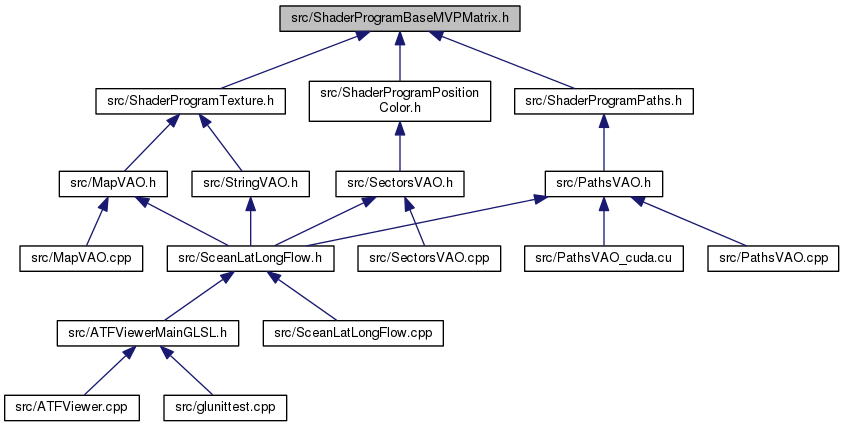 src/ShaderProgramBaseMVPMatrix.h
src/ShaderProgramTexture.h
src/ShaderProgramPosition
Color.h
src/ShaderProgramPaths.h
src/MapVAO.h
src/StringVAO.h
src/SectorsVAO.h
src/PathsVAO.h
src/MapVAO.cpp
src/SceanLatLongFlow.h
src/SectorsVAO.cpp
src/PathsVAO_cuda.cu
src/PathsVAO.cpp
src/ATFViewerMainGLSL.h
src/SceanLatLongFlow.cpp
src/ATFViewer.cpp
src/glunittest.cpp